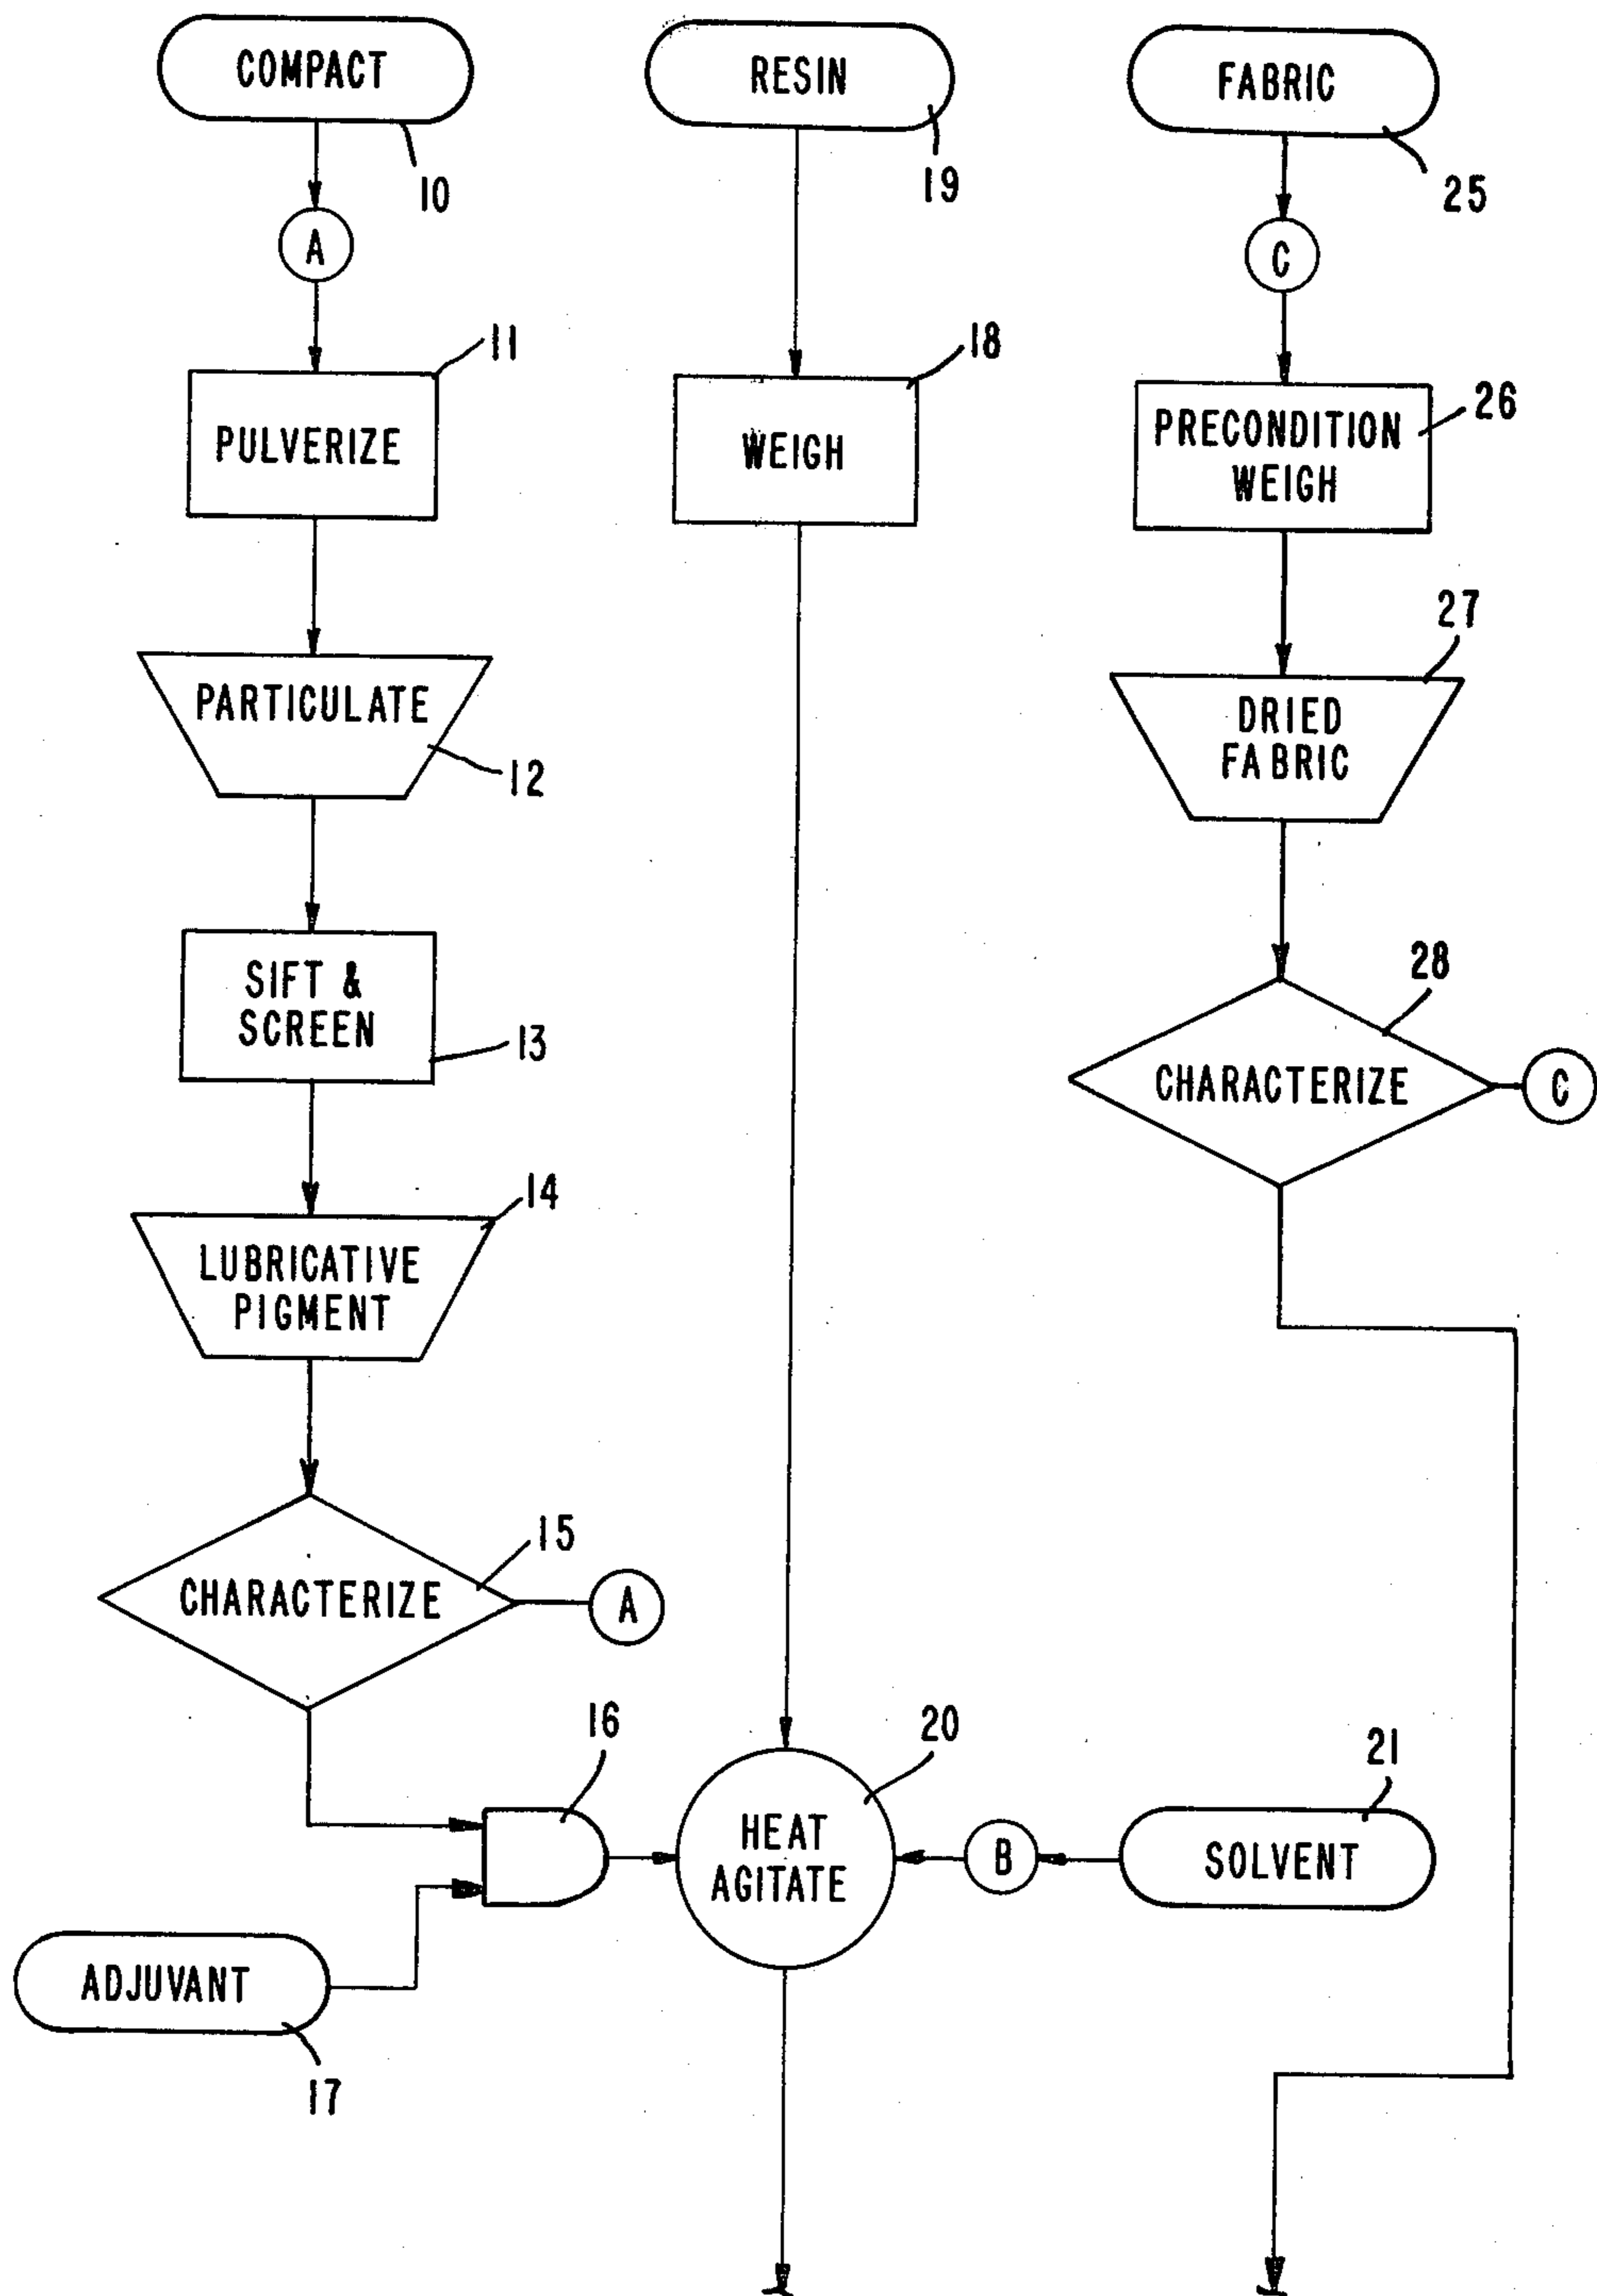 COMPACT
10
A
PULVERIZE
11
PARTICULATE
12
SIFT &
SCREEN
13
LUBRICATIVE
PIGMENT
14
CHARACTERIZE
15
A
16
ADJUVANT
17
RESIN
19
WEIGH
18
HEAT
AGITATE
20
B
SOLVENT
21
FABRIC
25
C
PRECONDITION
WEIGH
26
DRIED
FABRIC
27
CHARACTERIZE
28
C